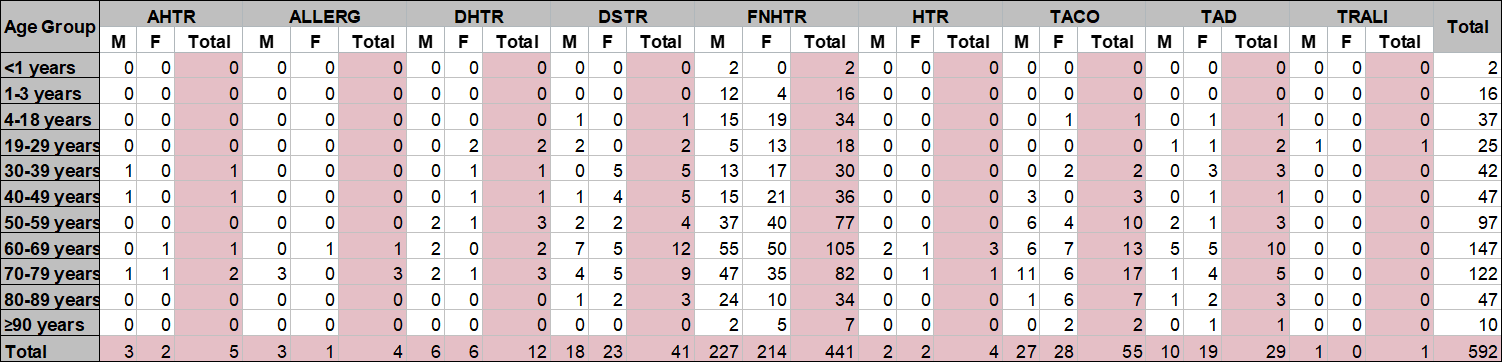 Age Group AHTR ALLERG DHTR DSTR FNHTR HTR TACO TAD TRALI Total
M F Total M F Total M F Total M F Total M F Total M F Total M F Total M F Total M F Total
<1 years 0 0 0 0 0 0 0 0 0 0 0 0 2 0 2 0 0 0 0 0 0 0 0 0 0 0 0 2
1-3 years 0 0 0 0 0 0 0 0 0 0 0 0 12 4 16 0 0 0 0 0 0 0 0 0 0 0 0 16
4-18 years 0 0 0 0 0 0 0 0 0 1 0 1 15 19 34 0 0 0 0 1 1 0 1 1 0 0 0 37
19-29 years 0 0 0 0 0 0 0 2 2 2 0 2 5 13 18 0 0 0 0 0 0 1 1 2 1 0 1 25
30-39 years 1 0 1 0 0 0 0 1 1 0 5 5 13 17 30 0 0 0 0 2 2 0 3 3 0 0 0 42
40-49 years 1 0 1 0 0 0 0 1 1 1 4 5 15 21 36 0 0 0 3 0 3 0 1 1 0 0 0 47
50-59 years 0 0 0 0 0 0 2 1 3 2 2 4 37 40 77 0 0 0 6 4 10 2 1 3 0 0 0 97
60-69 years 0 1 1 0 1 1 2 0 2 7 5 12 55 50 105 2 1 3 6 7 13 5 5 10 0 0 0 147
70-79 years 1 1 2 3 0 3 2 1 3 4 5 9 47 35 82 0 1 1 11 6 17 1 4 5 0 0 0 122
80-89 years 0 0 0 0 0 0 0 0 0 1 2 3 24 10 34 0 0 0 1 6 7 1 2 3 0 0 0 47
≥90 years 0 0 0 0 0 0 0 0 0 0 0 0 2 5 7 0 0 0 0 2 2 0 1 1 0 0 0 10
Total 3 2 5 3 1 4 6 6 12 18 23 41 227 214 441 2 2 4 27 28 55 10 19 29 1 0 1 592